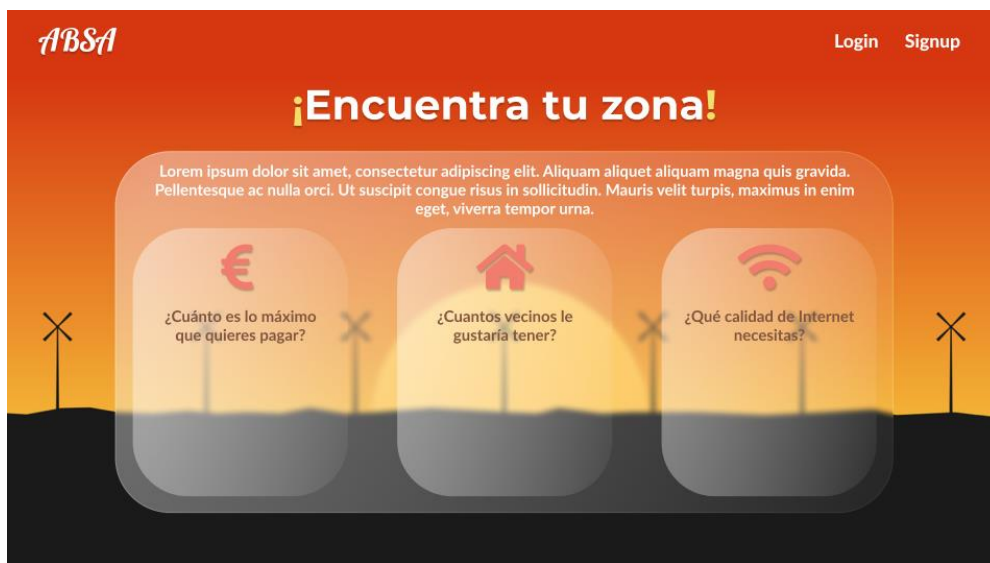 ABSA
Login Signup
¡Encuentra tu zona!
Lorem ipsum dolor sit amet, consectetur adipiscing elit. Aliquam aliquet aliquam magna quis gravida.
Pellentesque ac nulla orci. Ut suscipit congue risus in sollicitudin. Mauris velit turpis, maximus in enim
eget, viverra tempor urna.
€
¿Cuánto es lo máximo
que quieres pagar?
¿Cuantos vecinos le
gustaría tener?
¿Qué calidad de Internet
necesitas?